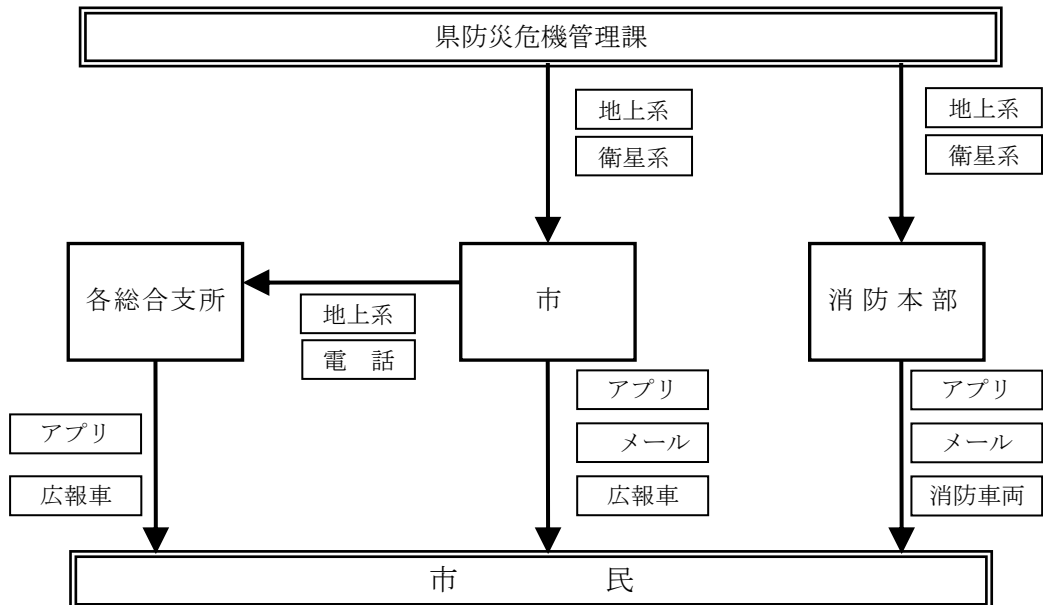 県防災危機管理課
地上系
衛星系
地上系
衛星系
各総合支所
市
消防本部
地上系
電　話
アプリ
広報車
アプリ
メール
広報車
アプリ
メール
消防車両
市　　　民